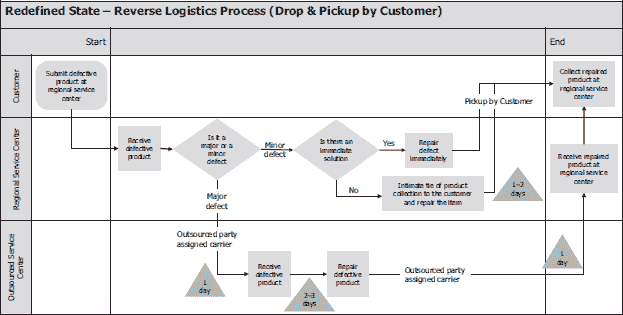 Redefined State – Reverse Logistics Process (Drop & Pickup by Customer)
Start
End
Customer
Submit defective
product at
regional service
center
Collect repaired
product at
regional service
center
Pickup by Customer
Regional Service Center
Receive
defective
product
Is it a
major or a
minor
defect
Minor
defect
Is there an
immediate
solution
Yes
Repair
defect
immediately
No
Intimate tie of product
collection to the customer
and repair the item
1–2
days
Receive repaired
product at
regional service
center
Major
defect
Outsourced Service
Center
Outsourced party
assigned carrier
1
day
Receive
defective
product
2–3
days
Repair
defective
product
Outsourced party
assigned carrier
1
day